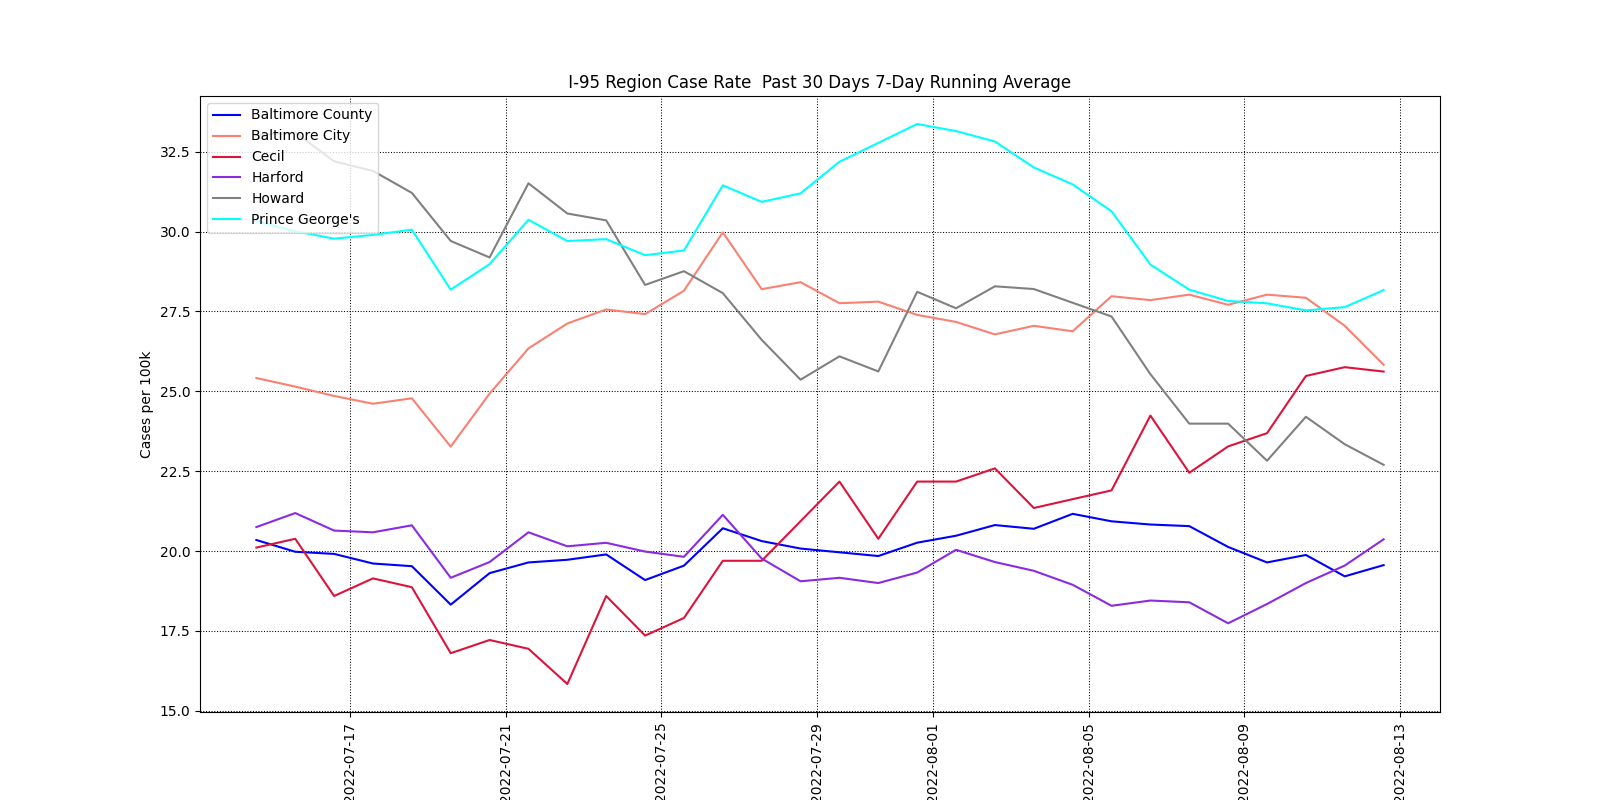 I-95 Region Case Rate  Past 30 Days 7-Day Running Average
Baltimore County
Baltimore City
Cecil
Harford
Howard
Prince George's
Cases per 100k
32.5
30.0
27.5
25.0
22.5
20.0
17.5
15.0
2022-07-17
2022-07-21
2022-07-25
2022-07-29
2022-08-01
2022-08-05
2022-08-09
2022-08-13